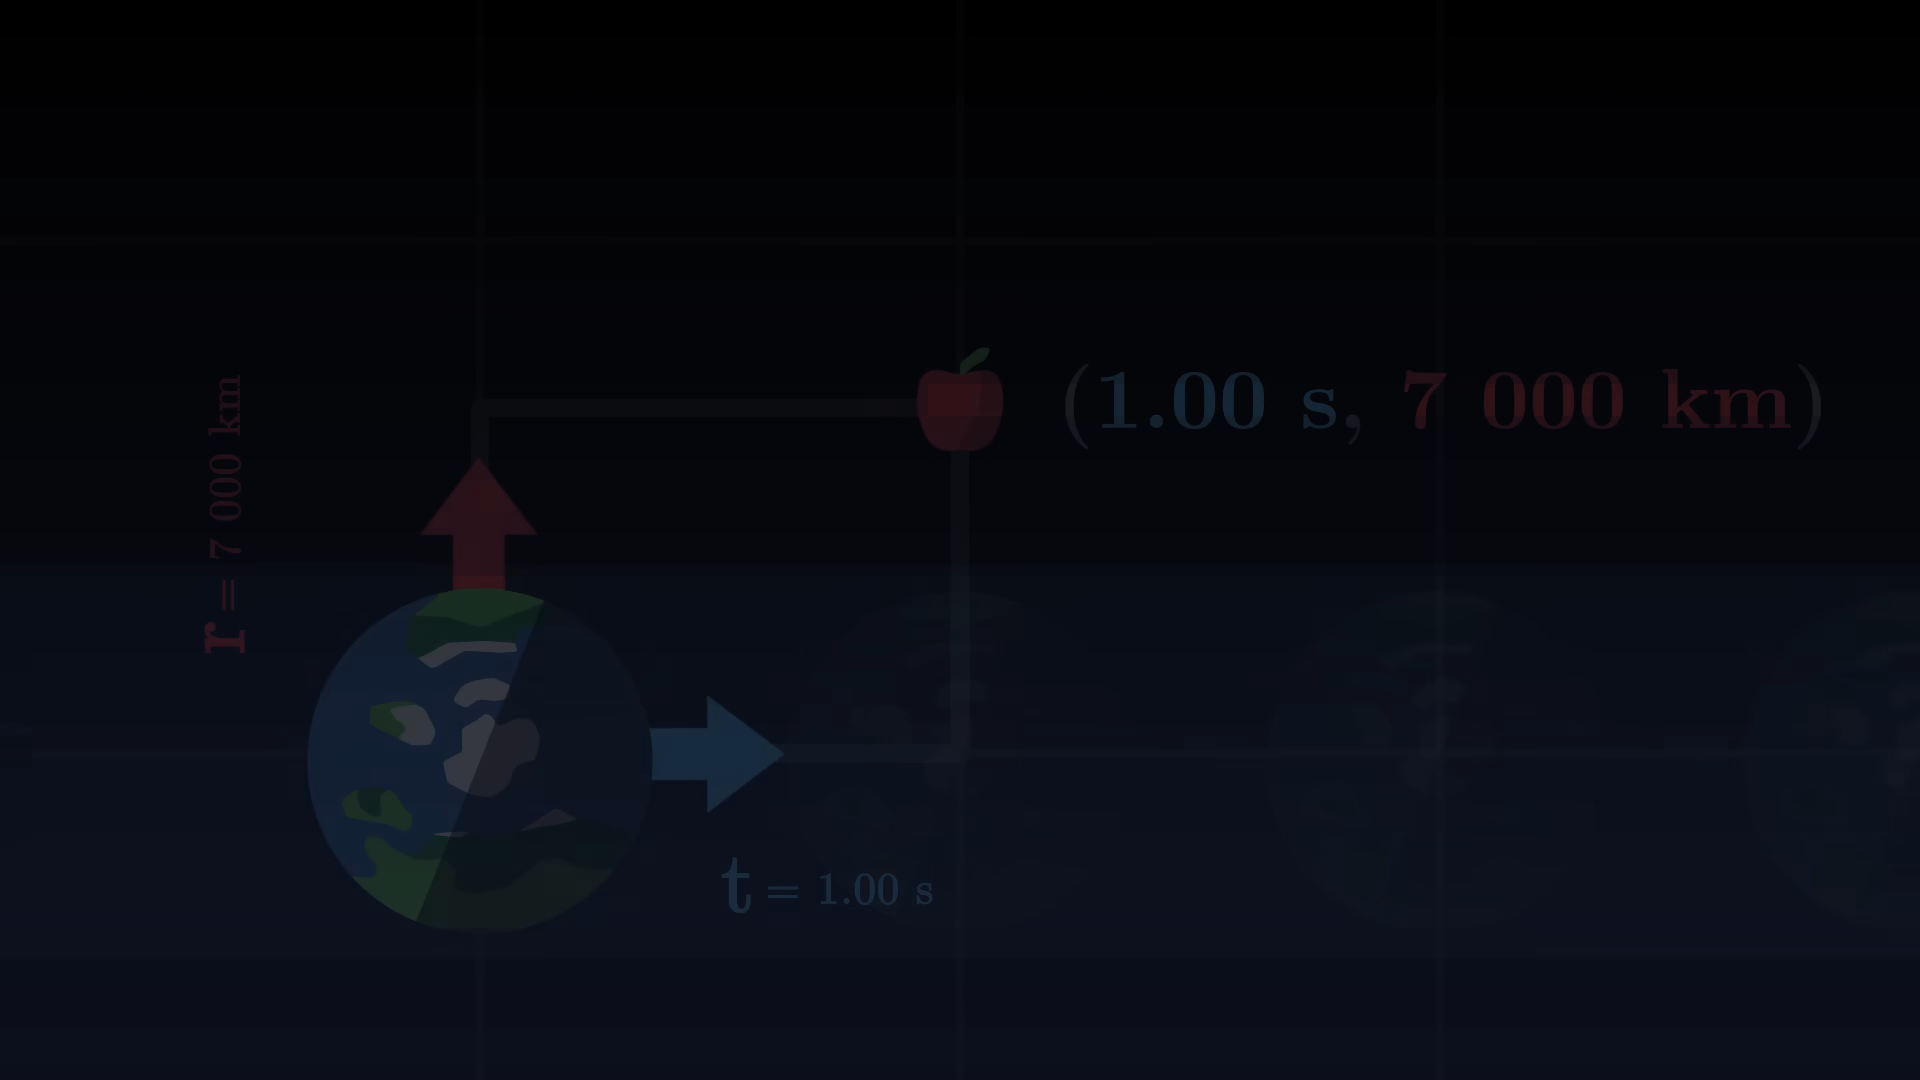 (1.00 s, 7 000 km)
r = 7 000 km
t = 1.00 s